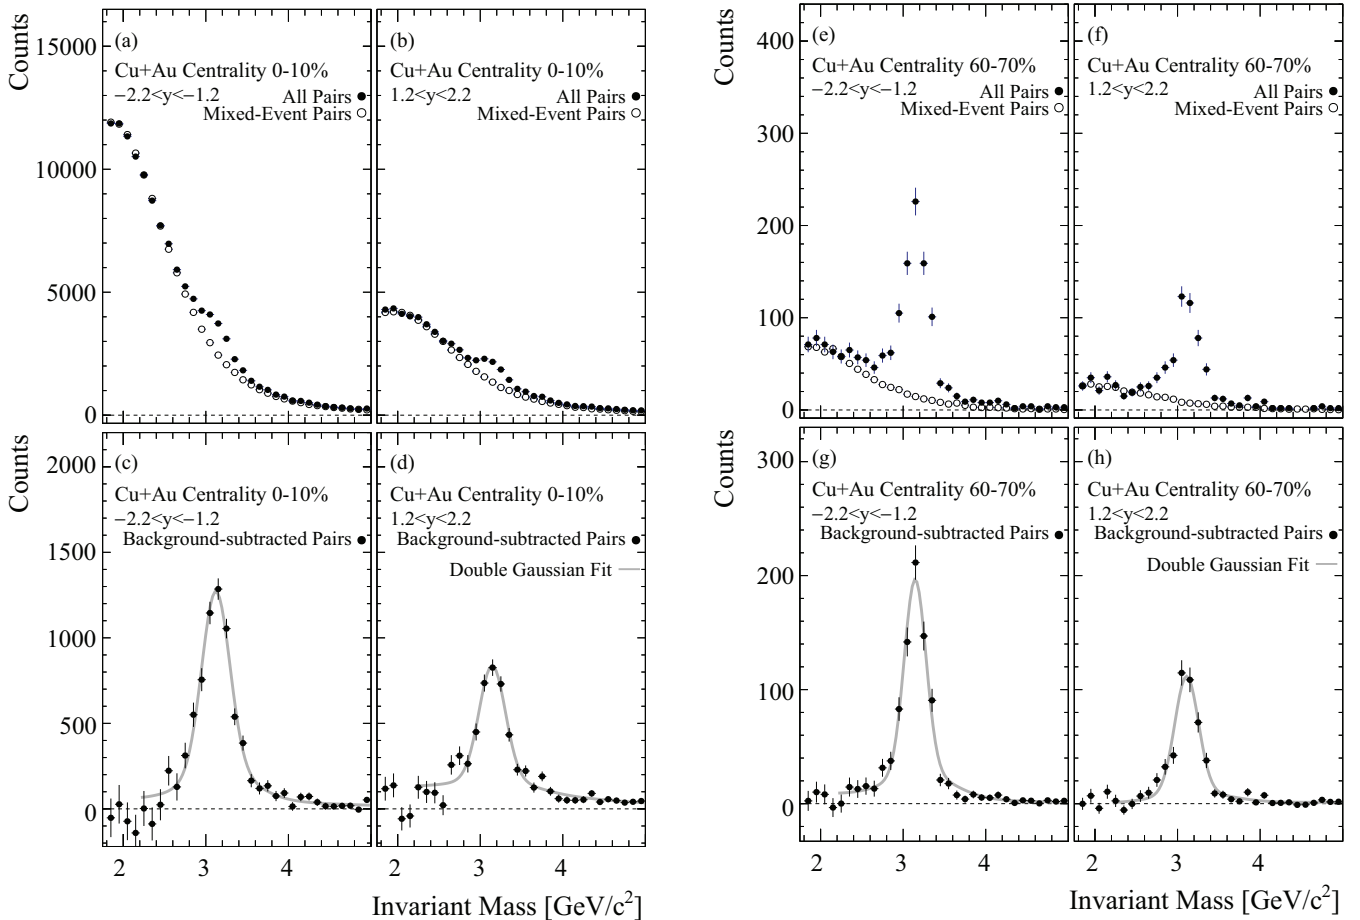 Counts
15000
10000
5000
0
(a)
Cu+Au Centrality 0-10%
−2.2<y<−1.2
All Pairs
Mixed-Event Pairs
(b)
Cu+Au Centrality 0-10%
1.2<y<2.2
All Pairs
Mixed-Event Pairs
Counts
2000
1500
1000
500
0
(c)
Cu+Au Centrality 0-10%
−2.2<y<−1.2
Background-subtracted Pairs
(d)
Cu+Au Centrality 0-10%
1.2<y<2.2
Background-subtracted Pairs
Double Gaussian Fit
2 3 4 2 3 4
Invariant Mass [GeV/c²]
Counts
400
300
200
100
0
(e)
Cu+Au Centrality 60-70%
−2.2<y<−1.2
All Pairs
Mixed-Event Pairs
(f)
Cu+Au Centrality 60-70%
1.2<y<2.2
All Pairs
Mixed-Event Pairs
Counts
300
200
100
0
(g)
Cu+Au Centrality 60-70%
−2.2<y<−1.2
Background-subtracted Pairs
(h)
Cu+Au Centrality 60-70%
1.2<y<2.2
Background-subtracted Pairs
Double Gaussian Fit
2 3 4 2 3 4
Invariant Mass [GeV/c²]